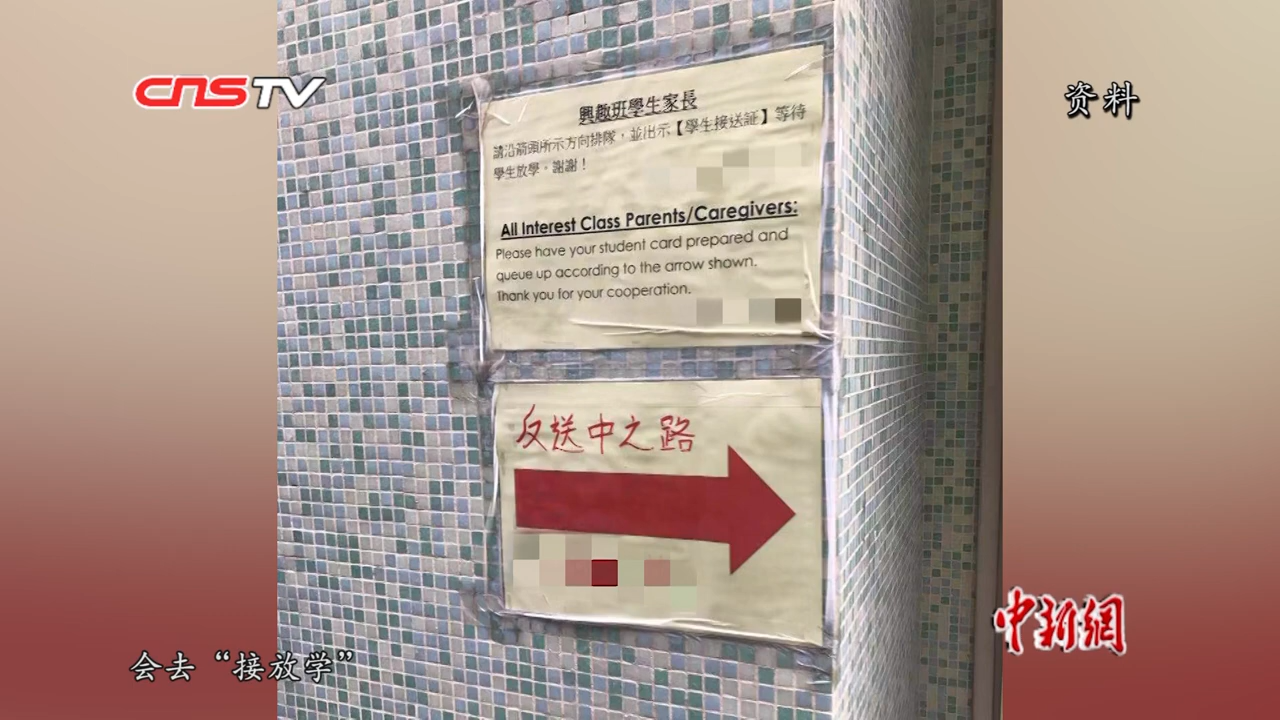 CNSTV
资料
興趣班學生家長
請沿箭頭所示方向排隊，並出示【學生接送証】等待
學生放學。謝謝！
All Interest Class Parents/Caregivers:
Please have your student card prepared and
queue up according to the arrow shown.
Thank you for your cooperation.
反送中之路
中新網
会去“接放学”